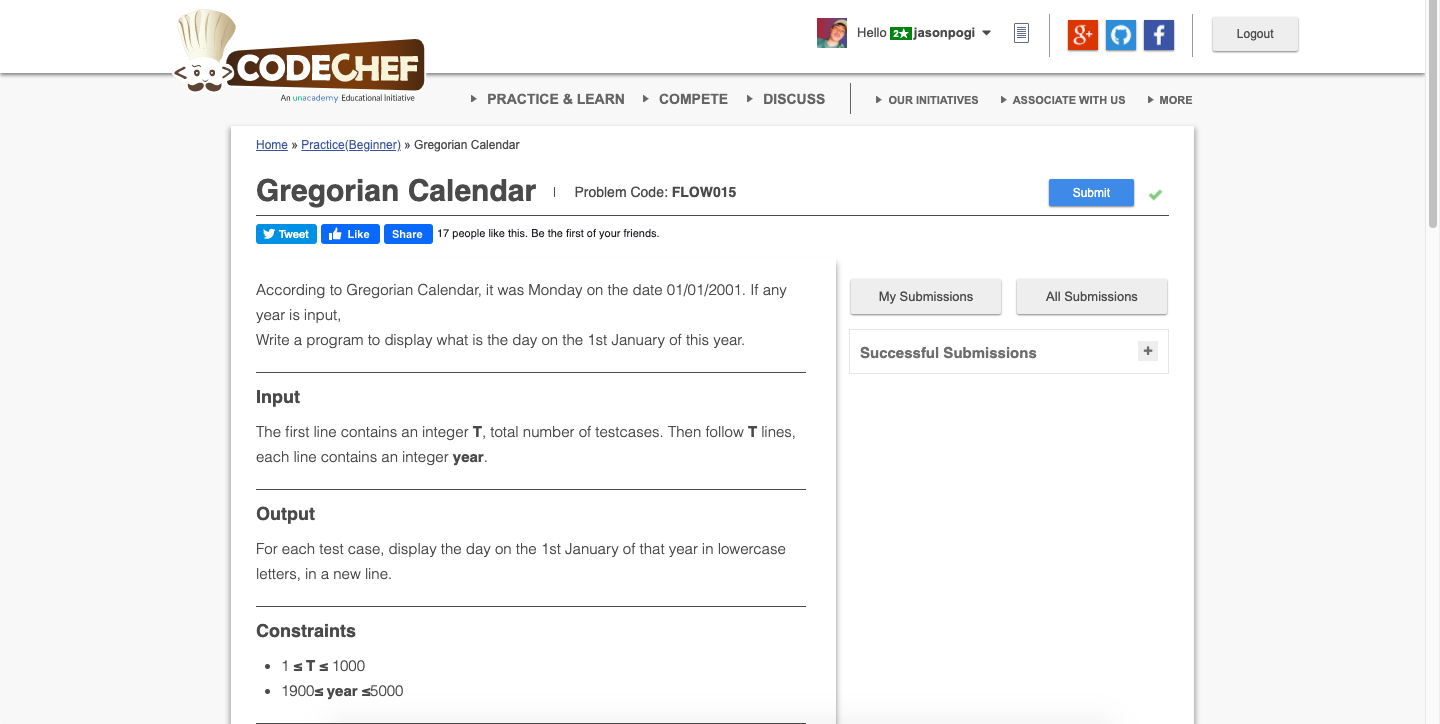 CODECHEF
An unacademy Educational Initiative
Hello 2★ jasonpogi
Logout
PRACTICE & LEARN COMPETE DISCUSS OUR INITIATIVES ASSOCIATE WITH US MORE
Home » Practice(Beginner) » Gregorian Calendar
Gregorian Calendar | Problem Code: FLOW015
Submit
Tweet Like Share 17 people like this. Be the first of your friends.
According to Gregorian Calendar, it was Monday on the date 01/01/2001. If any
year is input,
Write a program to display what is the day on the 1st January of this year.
Input
The first line contains an integer T, total number of testcases. Then follow T lines,
each line contains an integer year.
Output
For each test case, display the day on the 1st January of that year in lowercase
letters, in a new line.
Constraints
• 1 ≤ T ≤ 1000
• 1900≤ year ≤5000
My Submissions All Submissions
Successful Submissions +